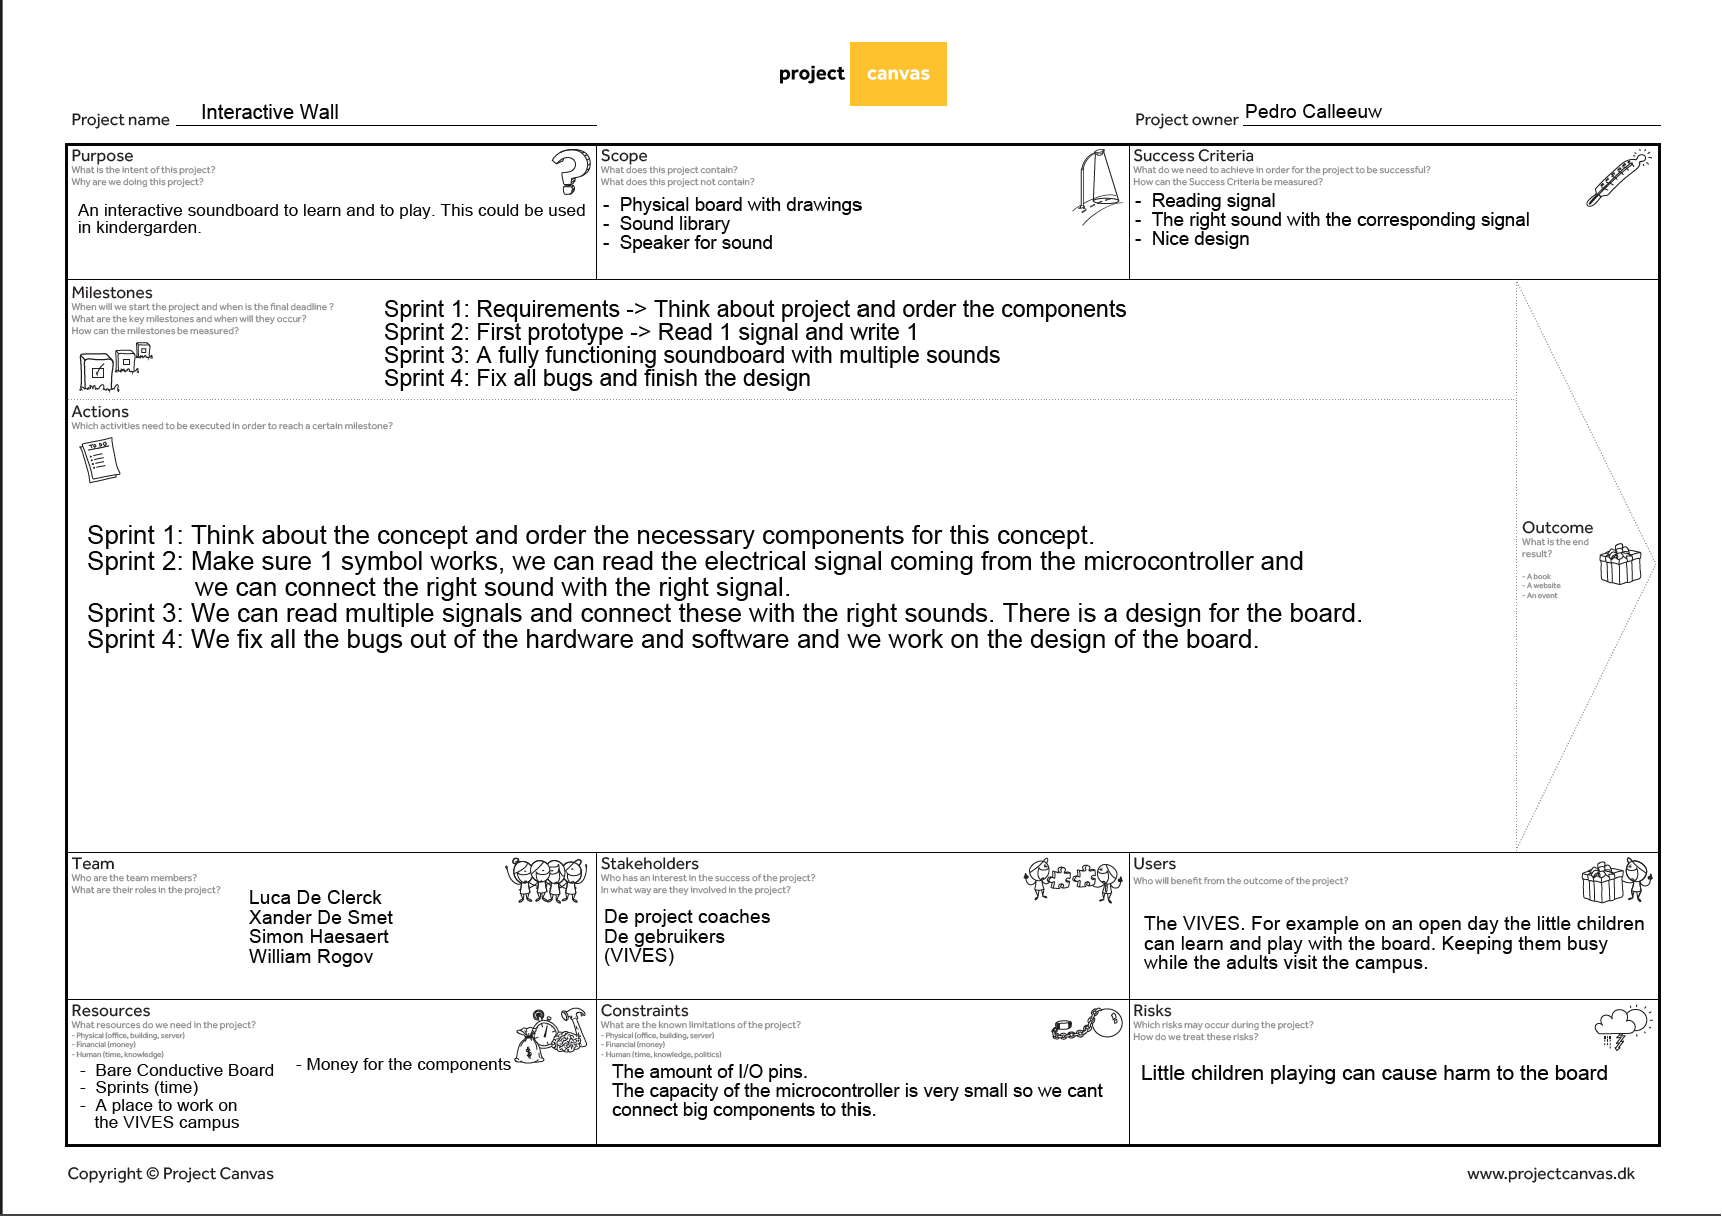 project canvas
Project name Interactive Wall
Project owner Pedro Calleeuw
Purpose
What is the intent of this project?
Why are we doing this project?
An interactive soundboard to learn and to play. This could be used
in kindergarden.
Scope
What does this project contain?
What does this project not contain?
- Physical board with drawings
- Sound library
- Speaker for sound
Success Criteria
What do we need to achieve in order for the project to be successful?
How can the Success Criteria be measured?
- Reading signal
- The right sound with the corresponding signal
- Nice design
Milestones
When will we start the project and when is the final deadline ?
What are the key milestones and when will they occur?
How can the milestones be measured?
Sprint 1: Requirements -> Think about project and order the components
Sprint 2: First prototype -> Read 1 signal and write 1
Sprint 3: A fully functioning soundboard with multiple sounds
Sprint 4: Fix all bugs and finish the design
Actions
Which activities need to be executed in order to reach a certain milestone?
TO DO
Sprint 1: Think about the concept and order the necessary components for this concept.
Sprint 2: Make sure 1 symbol works, we can read the electrical signal coming from the microcontroller and
we can connect the right sound with the right signal.
Sprint 3: We can read multiple signals and connect these with the right sounds. There is a design for the board.
Sprint 4: We fix all the bugs out of the hardware and software and we work on the design of the board.
Outcome
What is the end
result?
- A book
- A website
- An event
Team
Who are the team members?
What are their roles in the project?
Luca De Clerck
Xander De Smet
Simon Haesaert
William Rogov
Stakeholders
Who has an interest in the success of the project?
In what way are they involved in the project?
De project coaches
De gebruikers
(VIVES)
Users
Who will benefit from the outcome of the project?
The VIVES. For example on an open day the little children
can learn and play with the board. Keeping them busy
while the adults visit the campus.
Resources
What resources do we need in the project?
- Physical (office, building, server)
- Financial (money)
- Human (time, knowledge)
- Bare Conductive Board
- Sprints (time)
- A place to work on
the VIVES campus
- Money for the components
Constraints
What are the known limitations of the project?
- Physical (office, building, server)
- Financial (money)
- Human (time, knowledge, politics)
The amount of I/O pins.
The capacity of the microcontroller is very small so we cant
connect big components to this.
Risks
Which risks may occur during the project?
How do we treat these risks?
Little children playing can cause harm to the board
Copyright © Project Canvas
www.projectcanvas.dk